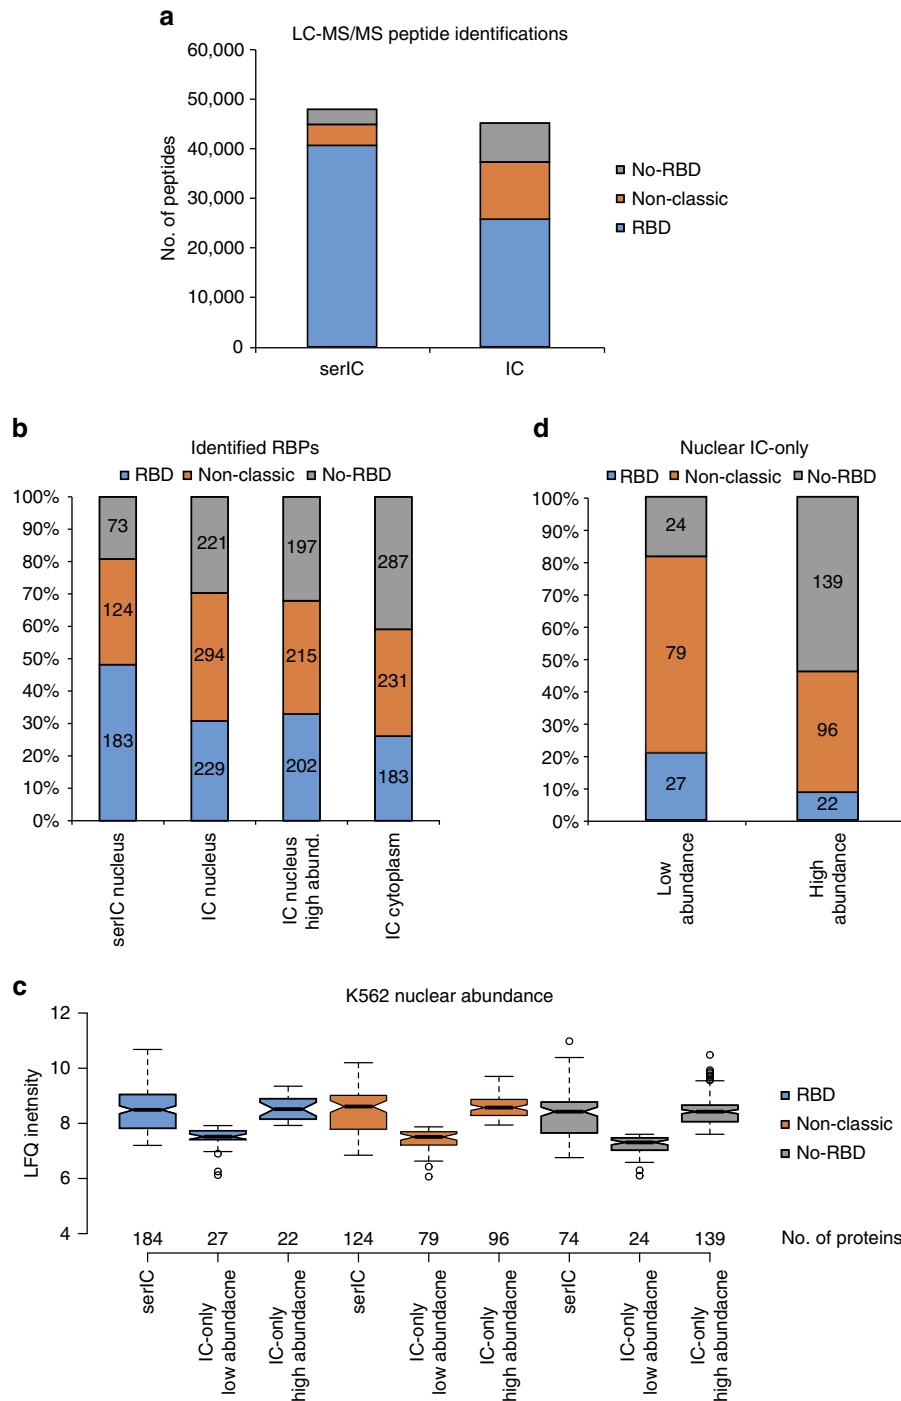 a
LC-MS/MS peptide identifications
60,000
50,000
40,000
30,000
20,000
10,000
0
No. of peptides
serIC
IC
No-RBD
Non-classic
RBD
b
Identified RBPs
RBD Non-classic No-RBD
100%
90%
80%
70%
60%
50%
40%
30%
20%
10%
0%
73
124
183
221
294
229
197
215
202
287
231
183
serIC nucleus
IC nucleus
IC nucleus
high abund.
IC cytoplasm
d
Nuclear IC-only
RBD Non-classic No-RBD
100%
90%
80%
70%
60%
50%
40%
30%
20%
10%
0%
24
79
27
139
96
22
Low
abundance
High
abundance
c
K562 nuclear abundance
12
10
8
6
4
LFQ inetnsity
RBD
Non-classic
No-RBD
184 27 22 124 79 96 74 24 139 No. of proteins
serIC
IC-only
low abundacne
IC-only
high abundacne
serIC
IC-only
low abundacne
IC-only
high abundacne
serIC
IC-only
low abundacne
IC-only
high abundacne